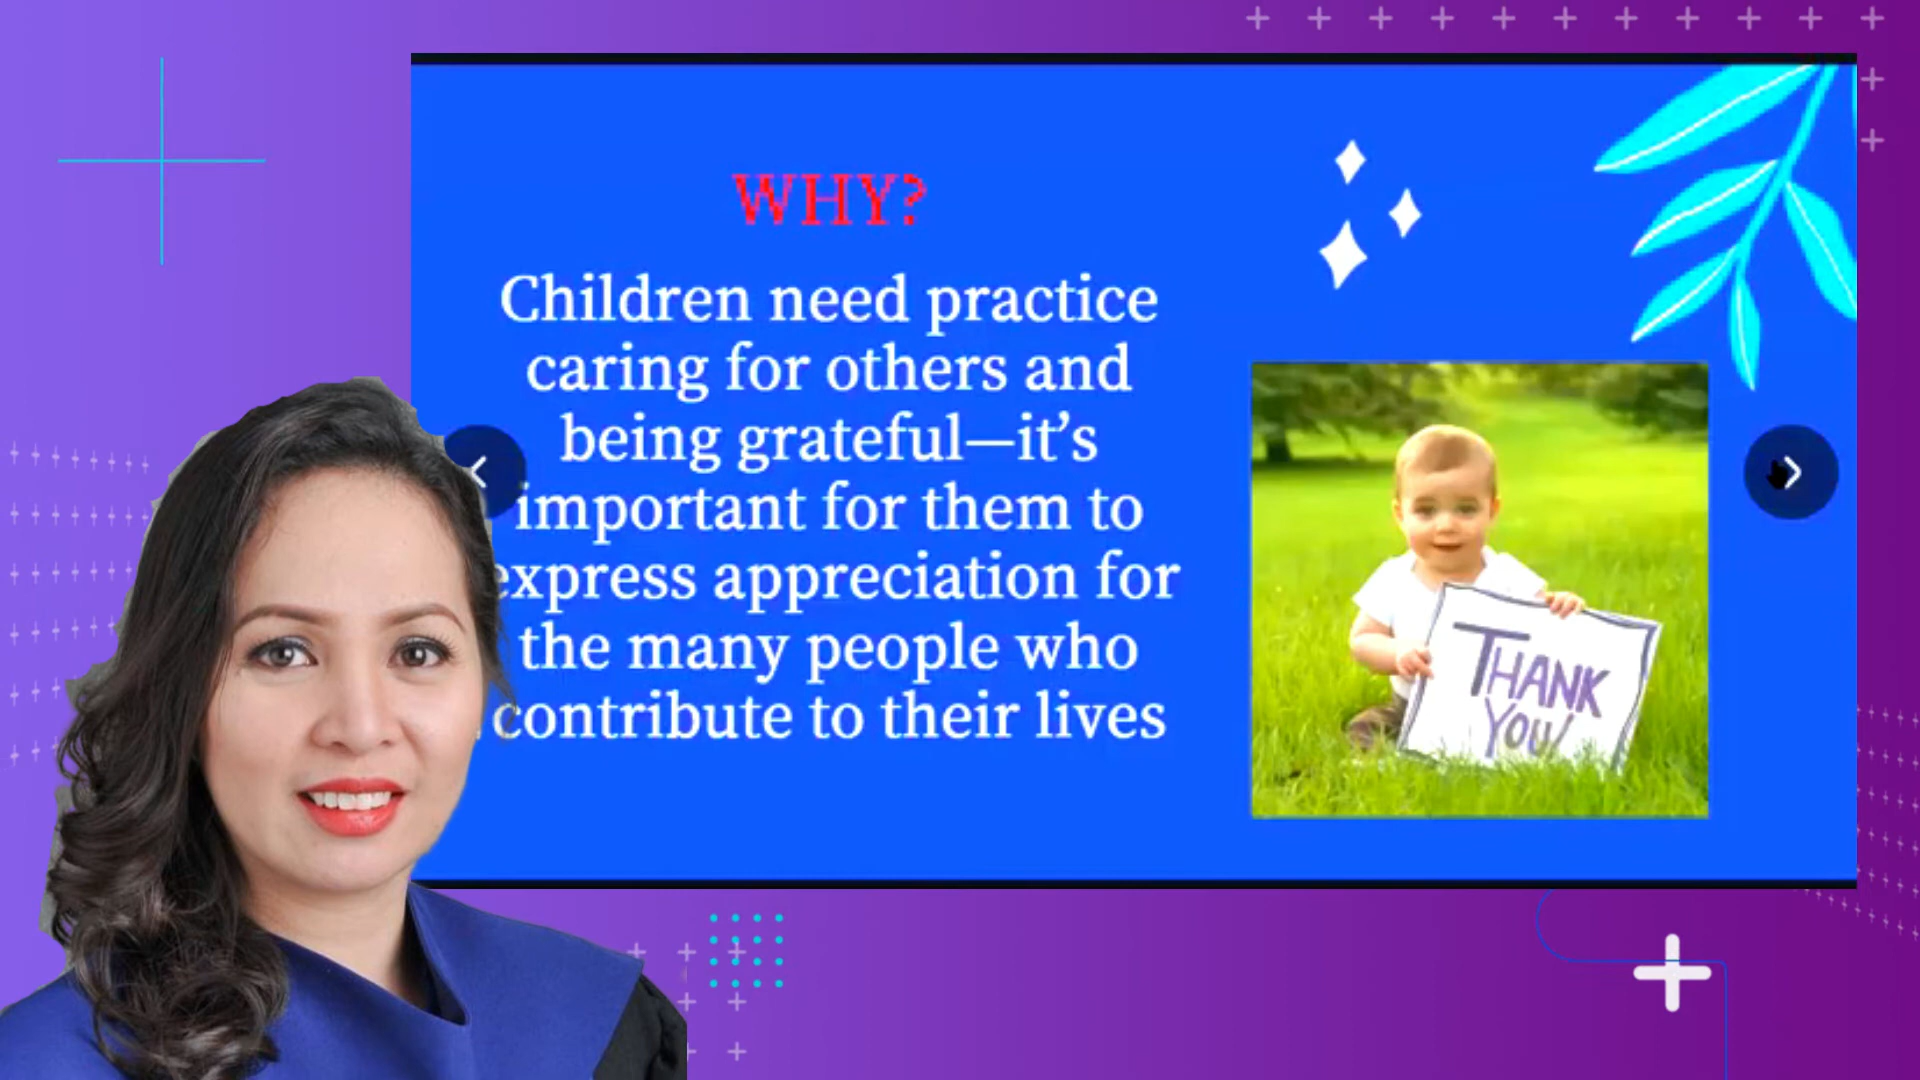 WHY?
Children need practice
caring for others and
being grateful—it's
important for them to
express appreciation for
the many people who
contribute to their lives
THANK
YOU